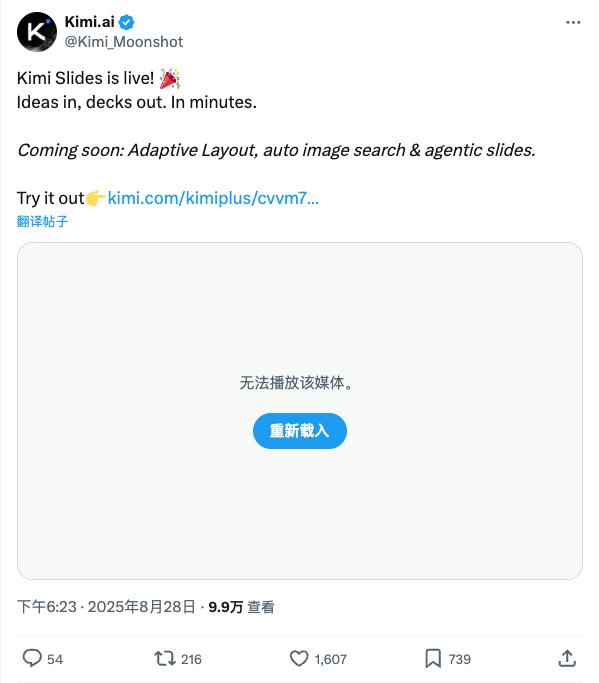 Kimi.ai
@Kimi_Moonshot
Kimi Slides is live! 🎉
Ideas in, decks out. In minutes.
Coming soon: Adaptive Layout, auto image search & agentic slides.
Try it out👉kimi.com/kimiplus/cvvm7...
翻译帖子
无法播放该媒体。
重新载入
下午6:23 · 2025年8月28日 · 9.9万 查看
54 216 1,607 739